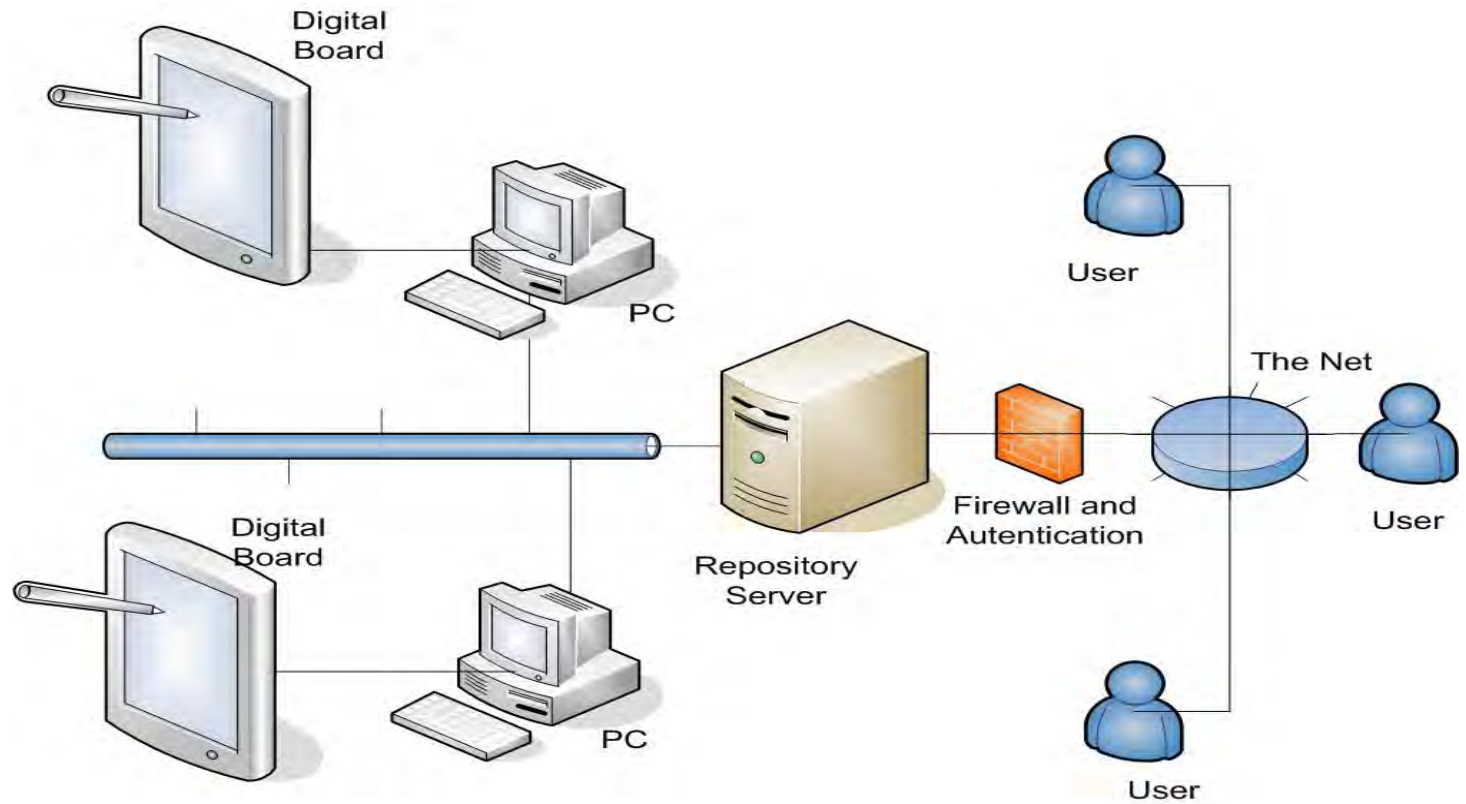 Digital
Board
PC
User
The Net
User
Firewall and
Autentication
Repository
Server
Digital
Board
PC
User